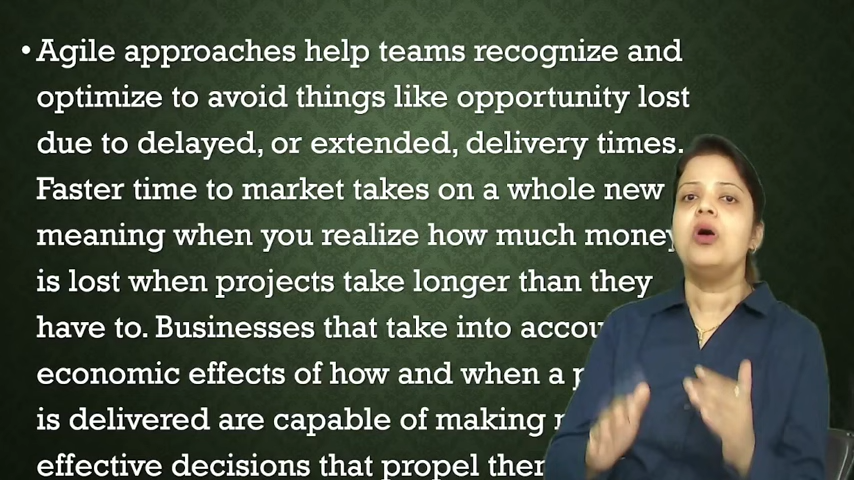 • Agile approaches help teams recognize and
optimize to avoid things like opportunity lost
due to delayed, or extended, delivery times.
Faster time to market takes on a whole new
meaning when you realize how much money
is lost when projects take longer than they
have to. Businesses that take into
economic effects of how and when a
is delivered are capable of making
effective decisions that propel